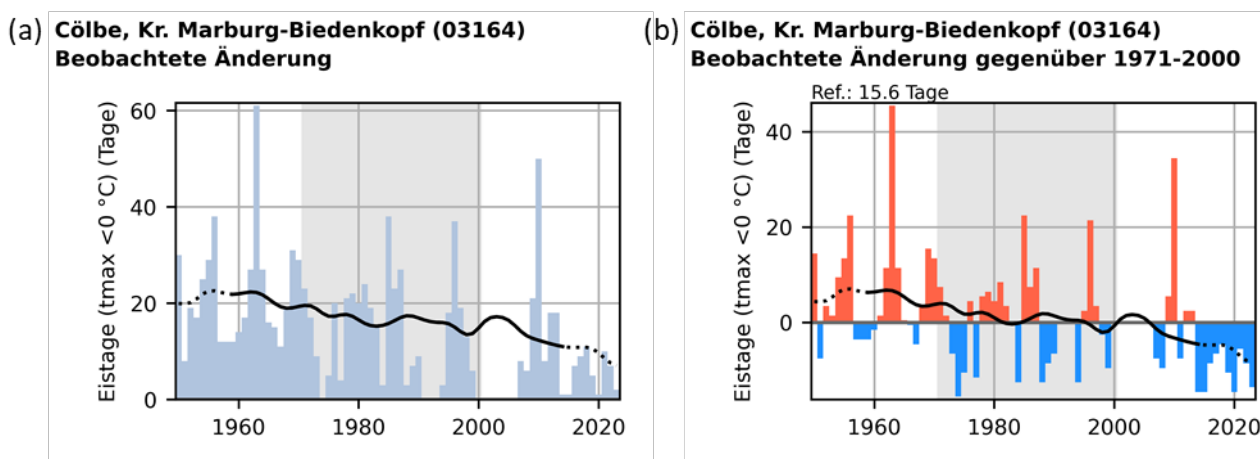 (a) Cölbe, Kr. Marburg-Biedenkopf (03164)
Beobachtete Änderung
Eistage (tmax <0 °C) (Tage)
60
40
20
0
1960 1980 2000 2020
(b) Cölbe, Kr. Marburg-Biedenkopf (03164)
Beobachtete Änderung gegenüber 1971-2000
Ref.: 15.6 Tage
Eistage (tmax <0 °C) (Tage)
40
20
0
1960 1980 2000 2020